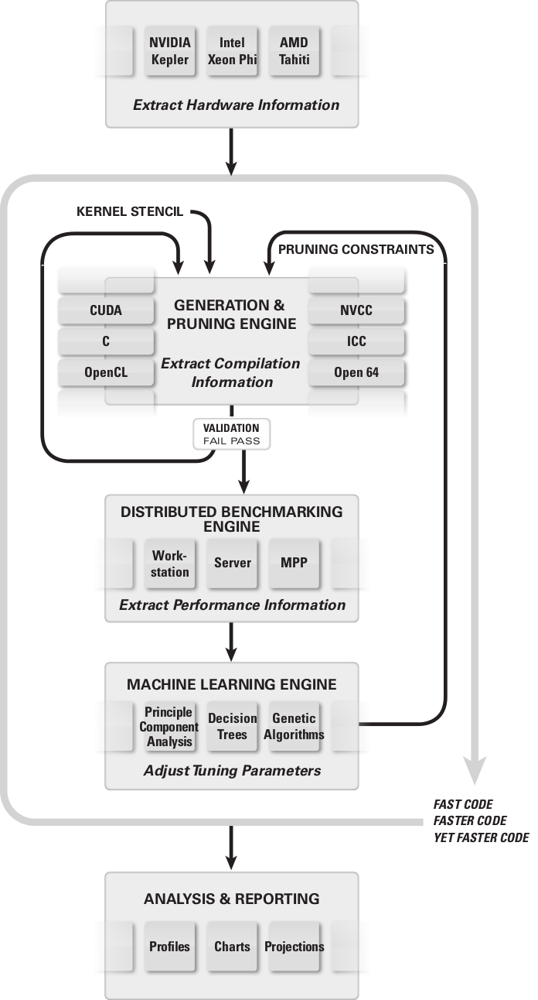 NVIDIA
Kepler
Intel
Xeon Phi
AMD
Tahiti
Extract Hardware Information
KERNEL STENCIL
PRUNING CONSTRAINTS
GENERATION &
PRUNING ENGINE
CUDA
C
OpenCL
NVCC
ICC
Open 64
Extract Compilation
Information
VALIDATION
FAIL PASS
DISTRIBUTED BENCHMARKING
ENGINE
Work-
station
Server
MPP
Extract Performance Information
MACHINE LEARNING ENGINE
Principle
Component
Analysis
Decision
Trees
Genetic
Algorithms
Adjust Tuning Parameters
FAST CODE
FASTER CODE
YET FASTER CODE
ANALYSIS & REPORTING
Profiles
Charts
Projections